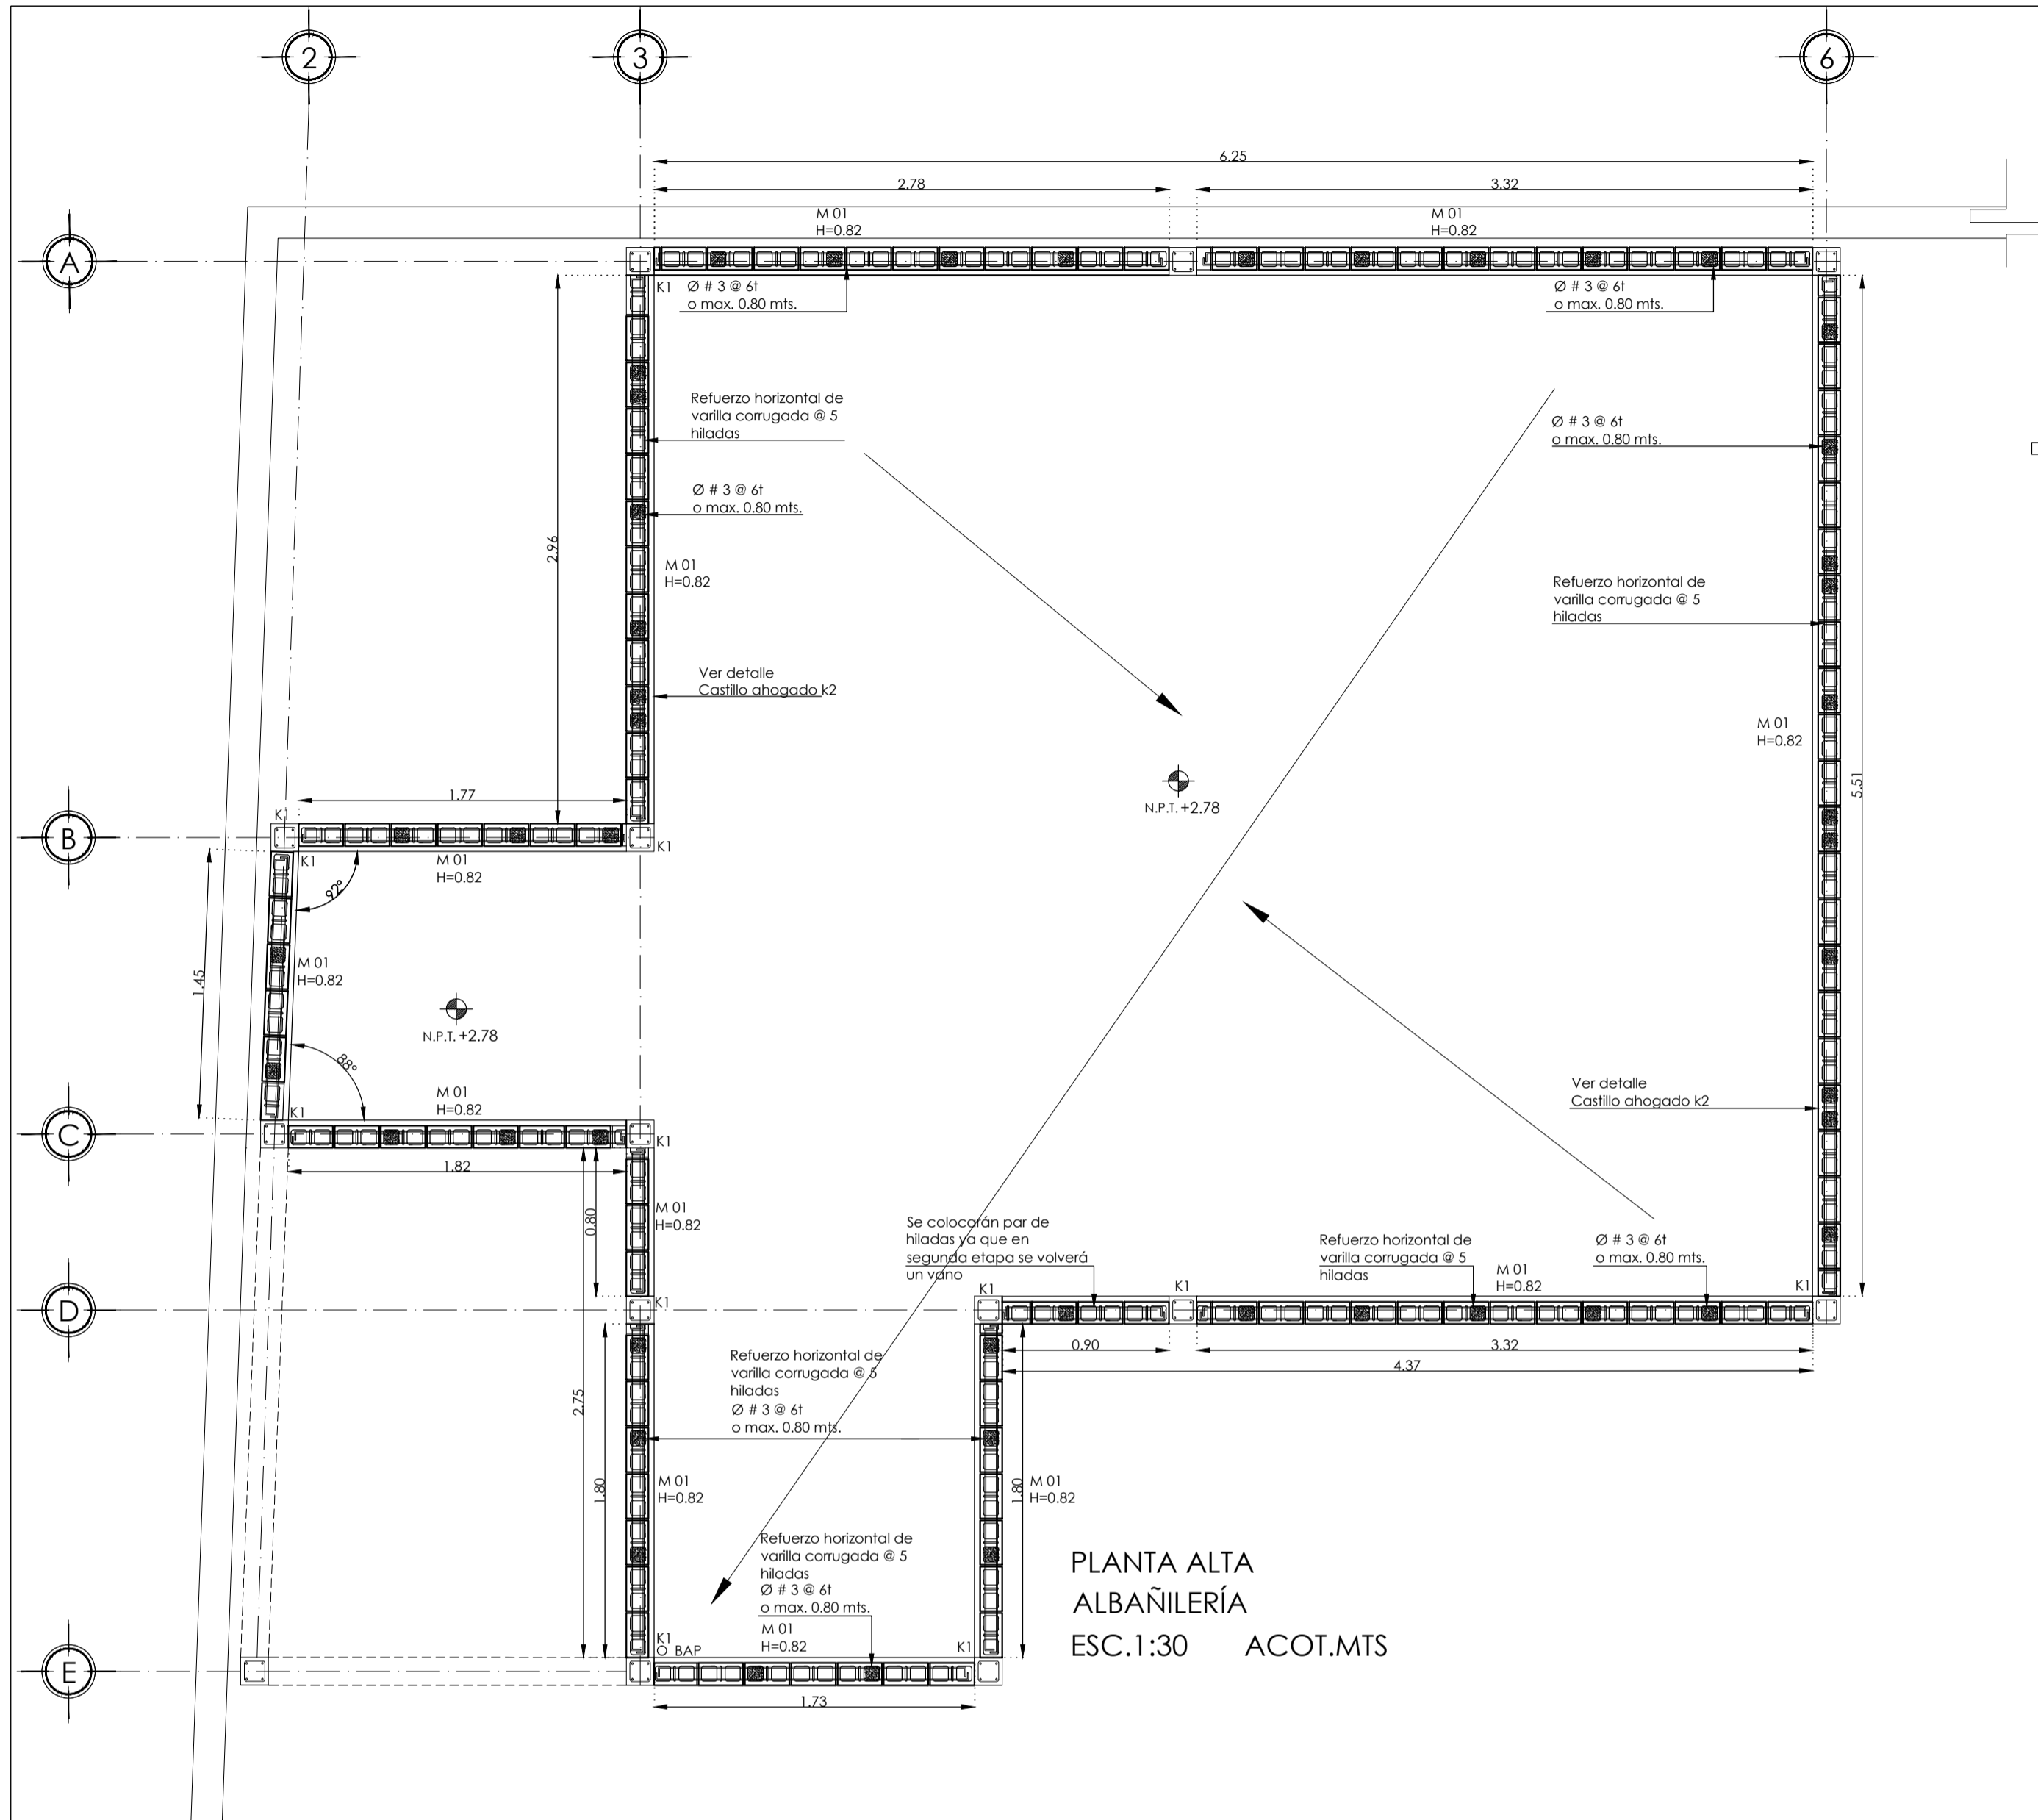 2
3
6
6.25
2.78
3.32
M 01
H=0.82
M 01
H=0.82
A
K1
Ø # 3 @ 6t
o max. 0.80 mts.
Ø # 3 @ 6t
o max. 0.80 mts.
Refuerzo horizontal de
varilla corrugada @ 5
hiladas
Ø # 3 @ 6t
o max. 0.80 mts.
Ø # 3 @ 6t
o max. 0.80 mts.
2.96
M 01
H=0.82
Refuerzo horizontal de
varilla corrugada @ 5
hiladas
Ver detalle
Castillo ahogado k2
M 01
H=0.82
5.51
N.P.T. +2.78
1.77
K1
B
K1
K1
M 01
H=0.82
92°
M 01
H=0.82
1.45
N.P.T. +2.78
88°
M 01
H=0.82
K1
C
K1
1.82
Ver detalle
Castillo ahogado k2
0.80
M 01
H=0.82
Se colocarán par de
hiladas ya que en
segunda etapa se volverá
un vano
Refuerzo horizontal de
varilla corrugada @ 5
hiladas
M 01
H=0.82
Ø # 3 @ 6t
o max. 0.80 mts.
K1
K1
K1
K1
D
0.90
3.32
4.37
Refuerzo horizontal de
varilla corrugada @ 5
hiladas
Ø # 3 @ 6t
o max. 0.80 mts.
2.75
1.80
M 01
H=0.82
1.80
M 01
H=0.82
Refuerzo horizontal de
varilla corrugada @ 5
hiladas
Ø # 3 @ 6t
o max. 0.80 mts.
M 01
H=0.82
K1
BAP
K1
E
1.73
PLANTA ALTA
ALBAÑILERÍA
ESC.1:30 ACOT.MTS